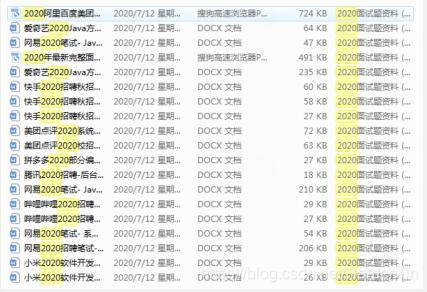 2020阿里百度美团... 2020/7/12 星期... 搜狗高速浏览器P... 724 KB 2020面试题资料 (...
爱奇艺2020Java方... 2020/7/12 星期... DOCX 文档 64 KB 2020面试题资料 (...
网易2020笔试- Jav... 2020/7/12 星期... DOCX 文档 47 KB 2020面试题资料 (...
2020年最新完整面... 2020/7/12 星期... 搜狗高速浏览器P... 491 KB 2020面试题资料 (...
爱奇艺2020Java方... 2020/7/12 星期... DOCX 文档 235 KB 2020面试题资料 (...
快手2020招聘秋招... 2020/7/12 星期... DOCX 文档 60 KB 2020面试题资料 (...
快手2020招聘秋招... 2020/7/12 星期... DOCX 文档 58 KB 2020面试题资料 (...
快手2020招聘秋招... 2020/7/12 星期... DOCX 文档 27 KB 2020面试题资料 (...
美团点评2020系统... 2020/7/12 星期... DOCX 文档 72 KB 2020面试题资料 (...
美团点评2020校招... 2020/7/12 星期... DOCX 文档 63 KB 2020面试题资料 (...
拼多多2020部分编... 2020/7/12 星期... DOCX 文档 27 KB 2020面试题资料 (...
腾讯2020招聘-后台... 2020/7/12 星期... DOCX 文档 18 KB 2020面试题资料 (...
网易2020笔试- Jav... 2020/7/12 星期... DOCX 文档 210 KB 2020面试题资料 (...
哔哩哔哩2020招聘... 2020/7/12 星期... DOCX 文档 29 KB 2020面试题资料 (...
哔哩哔哩2020招聘... 2020/7/12 星期... DOCX 文档 27 KB 2020面试题资料 (...
网易2020笔试- 系... 2020/7/12 星期... DOCX 文档 54 KB 2020面试题资料 (...
网易2020招聘笔试-... 2020/7/12 星期... DOCX 文档 206 KB 2020面试题资料 (...
小米2020软件开发... 2020/7/12 星期... DOCX 文档 29 KB 2020面试题资料 (...
小米2020软件开发... 2020/7/12 星期... DOCX 文档 26 KB 2020面试题资料 (...